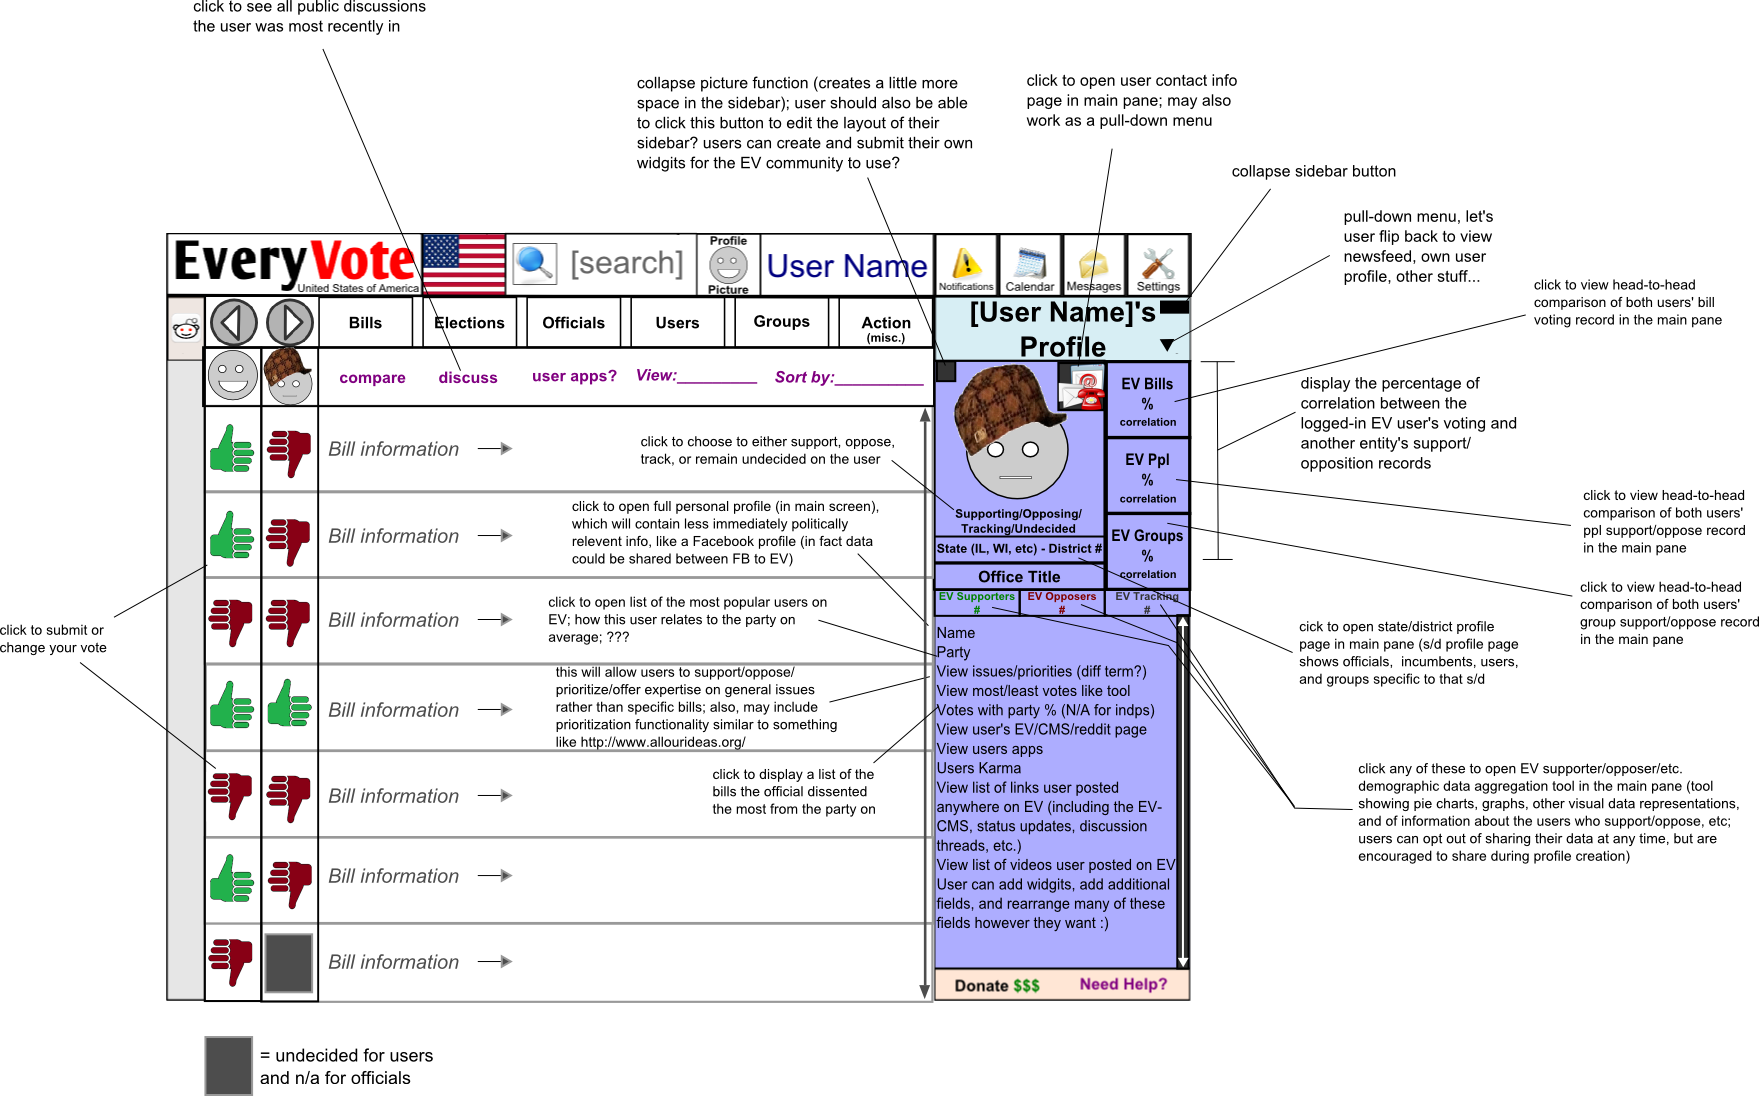 click to see all public discussions
the user was most recently in
collapse picture function (creates a little more
space in the sidebar); user should also be able
to click this button to edit the layout of their
sidebar? users can create and submit their own
widgits for the EV community to use?
click to open user contact info
page in main pane; may also
work as a pull-down menu
collapse sidebar button
pull-down menu, let's
user flip back to view
newsfeed, own user
profile, other stuff...
click to view head-to-head
comparison of both users' bill
voting record in the main pane
EveryVote
United States of America
[search]
Profile
Picture
User Name
Notifications
Calendar
Messages
Settings
Bills
Elections
Officials
Users
Groups
Action
(misc.)
[User Name]'s
Profile
compare
discuss
user apps?
View:_________
Sort by:__________
EV Bills
%
correlation
EV Ppl
%
correlation
EV Groups
%
correlation
display the percentage of
correlation between the
logged-in EV user's voting and
another entity's support/
opposition records
Bill information
click to choose to either support, oppose,
track, or remain undecided on the user
Supporting/Opposing/
Tracking/Undecided
State (IL, WI, etc) - District #
Office Title
EV Supporters
#
EV Opposers
#
EV Tracking
#
click to view head-to-head
comparison of both users'
ppl support/oppose record
in the main pane
click to view head-to-head
comparison of both users'
group support/oppose record
in the main pane
Bill information
click to open full personal profile (in main screen),
which will contain less immediately politically
relevent info, like a Facebook profile (in fact data
could be shared between FB to EV)
click to submit or
change your vote
Bill information
click to open list of the most popular users on
EV; how this user relates to the party on
average; ???
click to open state/district profile
page in main pane (s/d profile page
shows officials, incumbents, users,
and groups specific to that s/d
Bill information
this will allow users to support/oppose/
prioritize/offer expertise on general issues
rather than specific bills; also, may include
prioritization functionality similar to something
like http://www.allourideas.org/
Bill information
click to display a list of the
bills the official dissented
the most from the party on
Name
Party
View issues/priorities (diff term?)
View most/least votes like tool
Votes with party % (N/A for indps)
View user's EV/CMS/reddit page
View users apps
Users Karma
View list of links user posted
anywhere on EV (including the EV-
CMS, status updates, discussion
threads, etc.)
View list of videos user posted on EV
User can add widgits, add additional
fields, and rearrange many of these
fields however they want :)
click any of these to open EV supporter/opposer/etc.
demographic data aggregation tool in the main pane (tool
showing pie charts, graphs, other visual data representations,
and of information about the users who support/oppose, etc;
users can opt out of sharing their data at any time, but are
encouraged to share during profile creation)
Bill information
Bill information
Donate $$$
Need Help?
= undecided for users
and n/a for officials